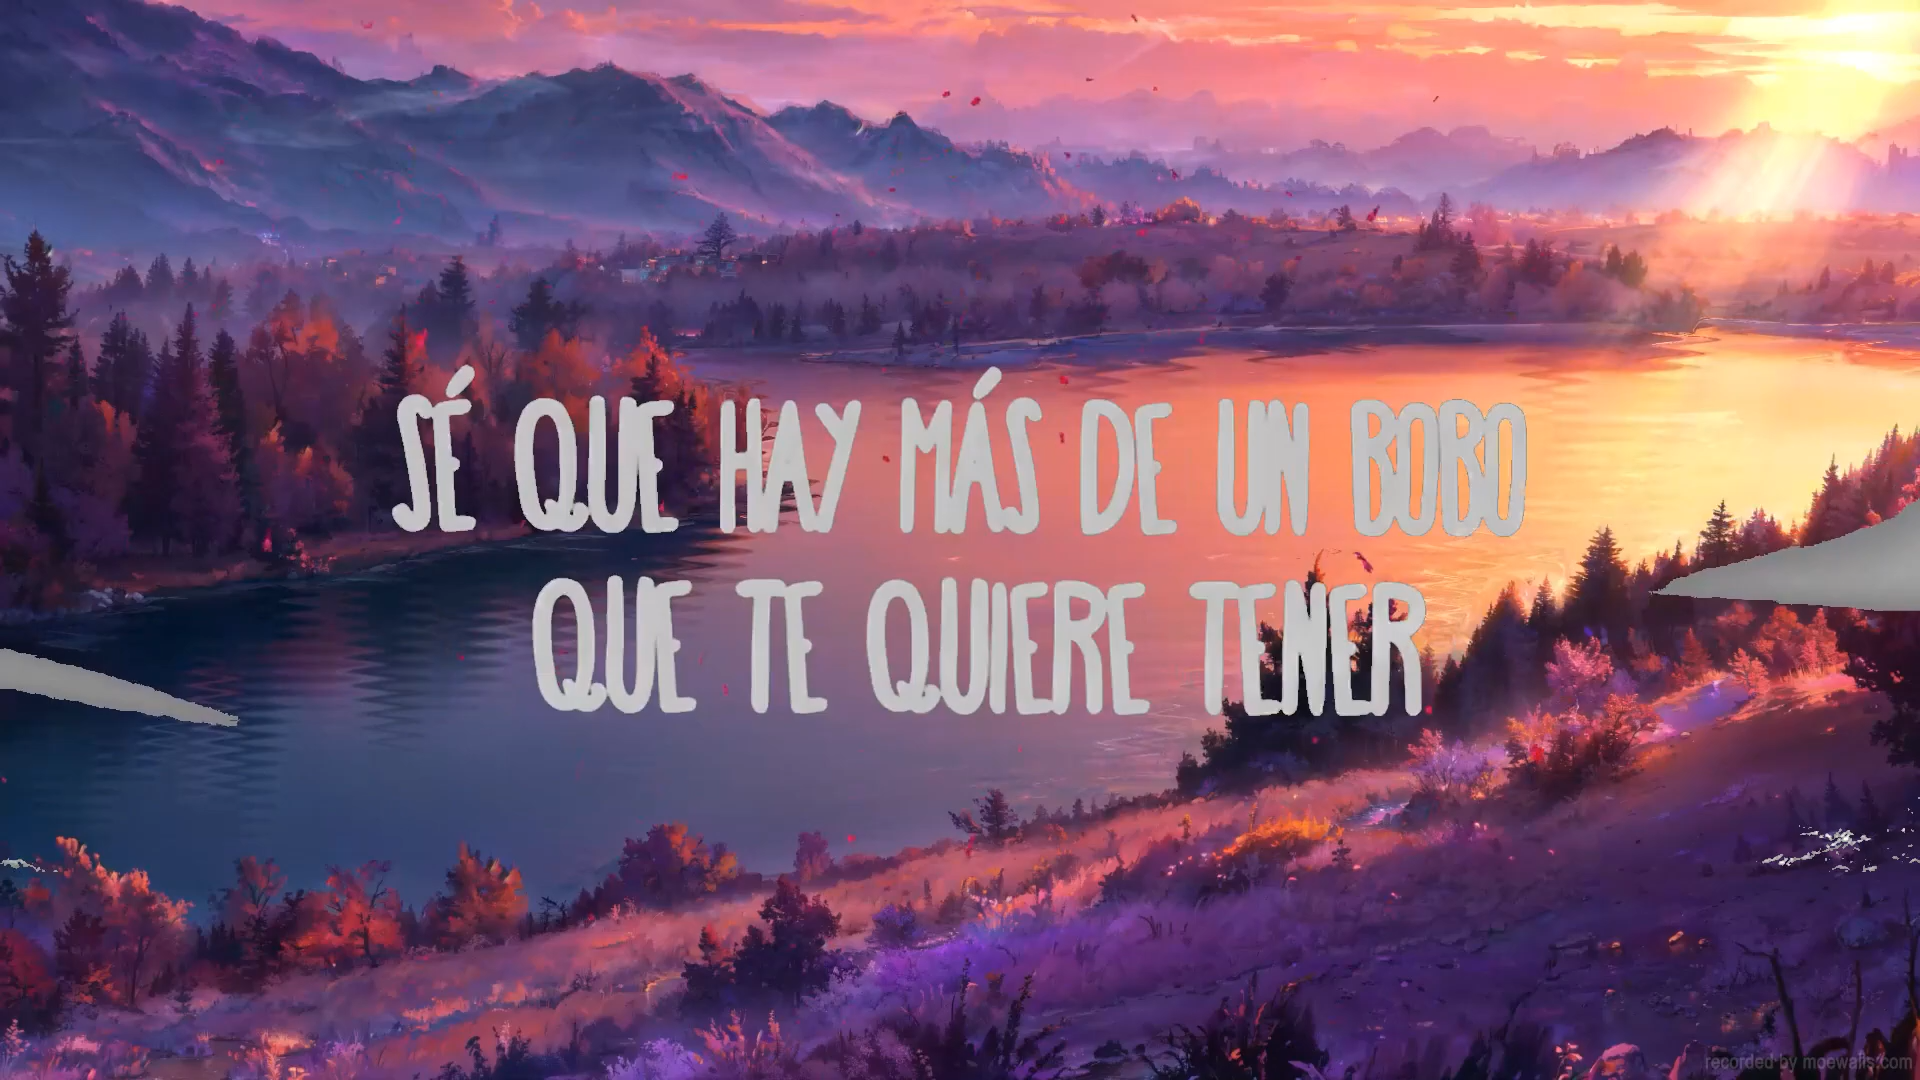 SÉ QUE HAY MÁS DE UN BOBO
QUE TE QUIERE TENER
recorded by moewalls.com